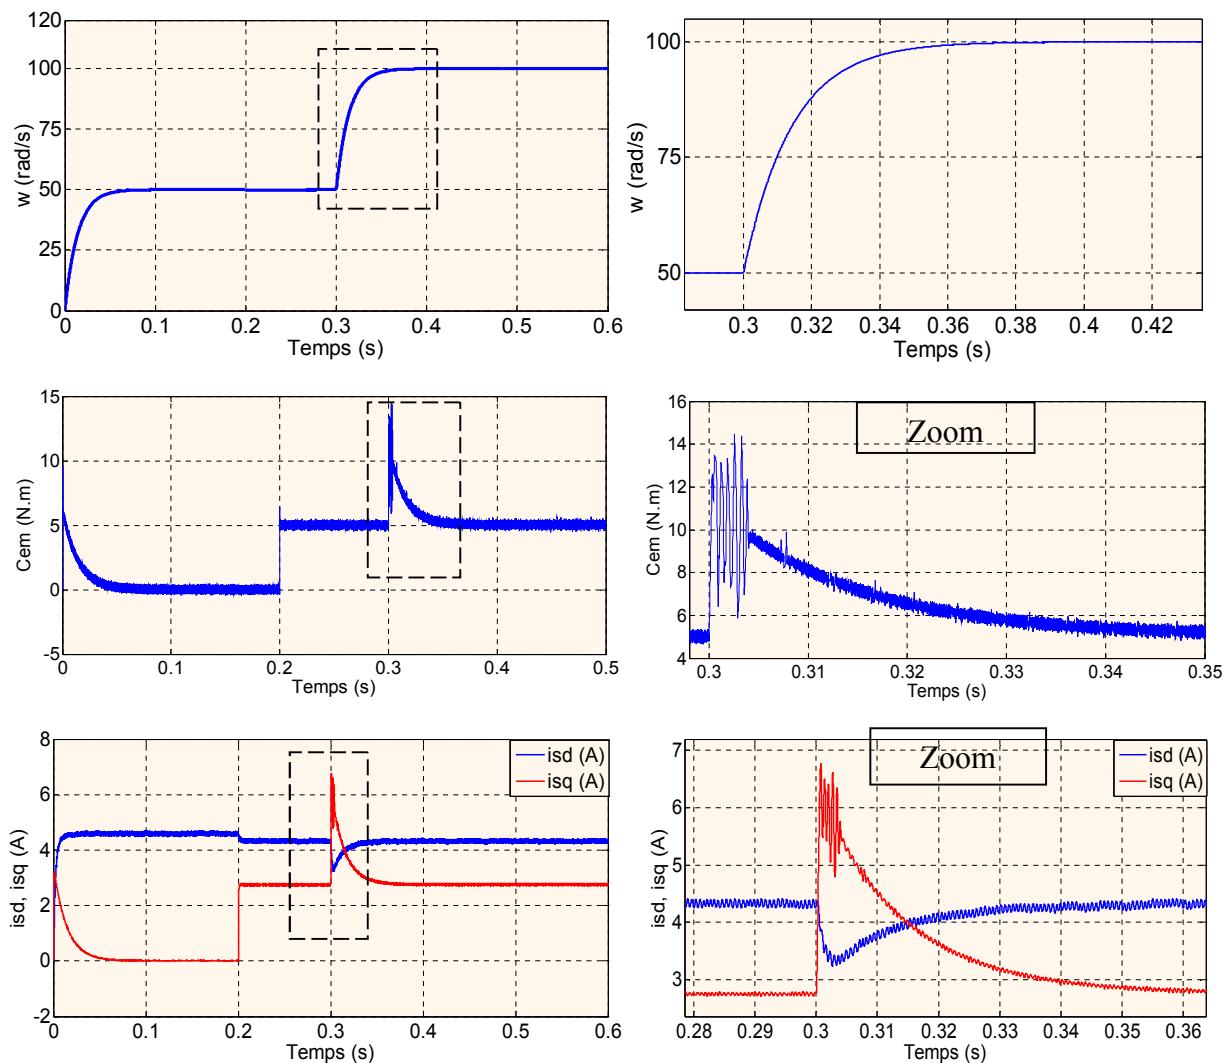 120
100
75
50
25
0
w (rad/s)
0 0.1 0.2 0.3 0.4 0.5 0.6
Temps (s)
100
75
50
w (rad/s)
0.3 0.32 0.34 0.36 0.38 0.4 0.42
Temps (s)
15
10
5
0
-5
Cem (N.m)
0 0.1 0.2 0.3 0.4 0.5
Temps (s)
Zoom
16
14
12
10
8
6
4
Cem (N.m)
0.3 0.31 0.32 0.33 0.34 0.35
Temps (s)
isd (A)
isq (A)
8
6
4
2
0
-2
isd, isq (A)
0 0.1 0.2 0.3 0.4 0.5 0.6
Temps (s)
Zoom
isd (A)
isq (A)
7
6
5
4
3
isd, isq (A)
0.28 0.29 0.3 0.31 0.32 0.33 0.34 0.35 0.36
Temps (s)